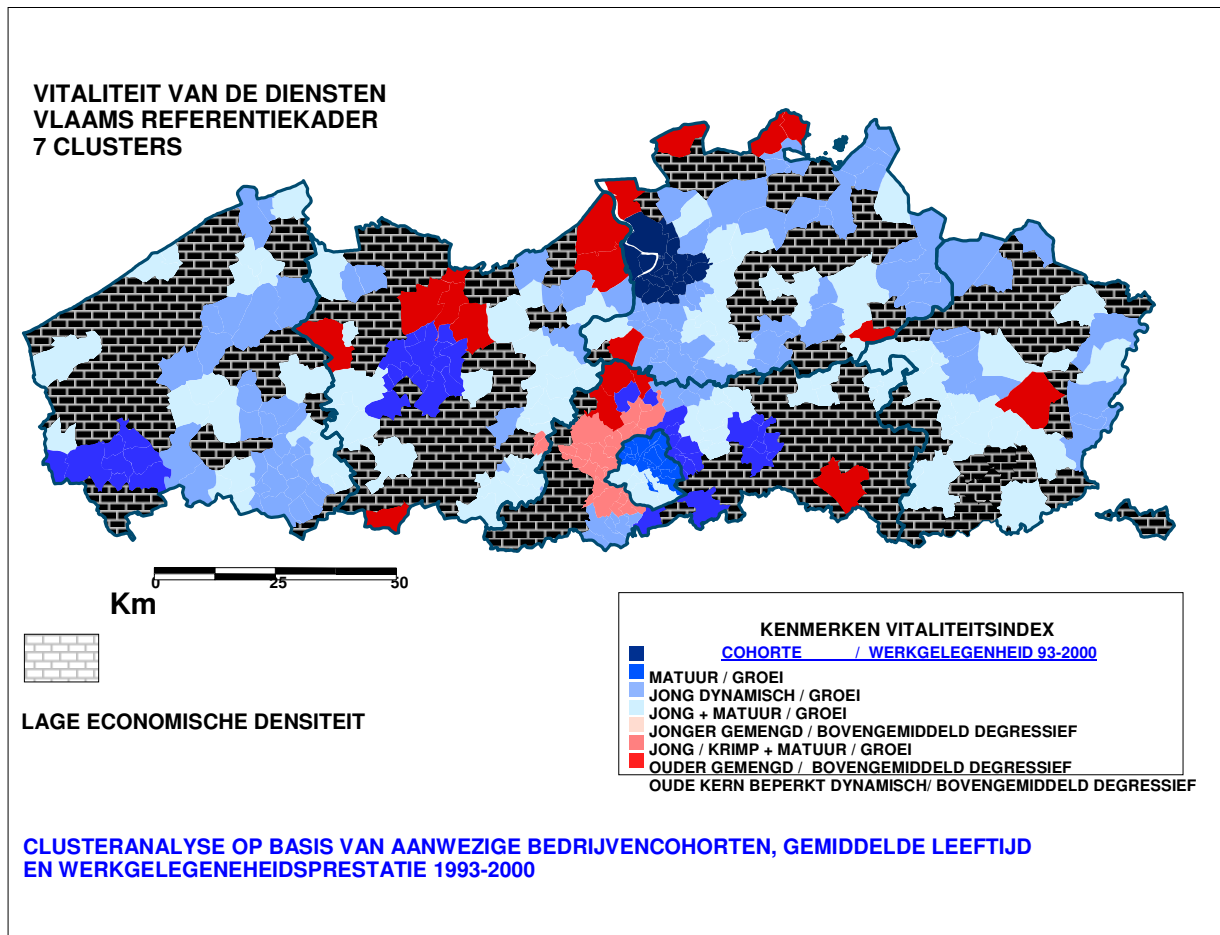 VITALITEIT VAN DE DIENSTEN
VLAAMS REFERENTIEKADER
7 CLUSTERS
0 25 50
Km
LAGE ECONOMISCHE DENSITEIT
KENMERKEN VITALITEITSINDEX
COHORTE / WERKGELEGENHEID 93-2000
MATUUR / GROEI
JONG DYNAMISCH / GROEI
JONG + MATUUR / GROEI
JONGER GEMENGD / BOVENGEMIDDELD DEGRESSIEF
JONG / KRIMP + MATUUR / GROEI
OUDER GEMENGD / BOVENGEMIDDELD DEGRESSIEF
OUDE KERN BEPERKT DYNAMISCH/ BOVENGEMIDDELD DEGRESSIEF
CLUSTERANALYSE OP BASIS VAN AANWEZIGE BEDRIJVENCOHORTEN, GEMIDDELDE LEEFTIJD
EN WERKGELEGENEHEIDSPRESTATIE 1993-2000